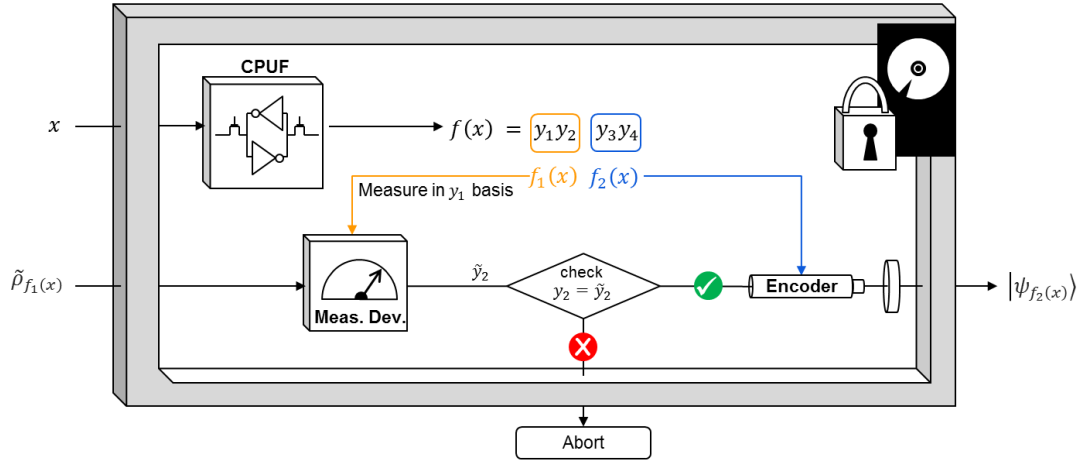 CPUF
x
f(x) = y₁y₂ y₃y₄
f₁(x) f₂(x)
Measure in y₁ basis
ρ̃_{f₁(x)}
Meas. Dev.
ỹ₂
check
y₂ = ỹ₂
Encoder
|ψ_{f₂(x)}⟩
Abort